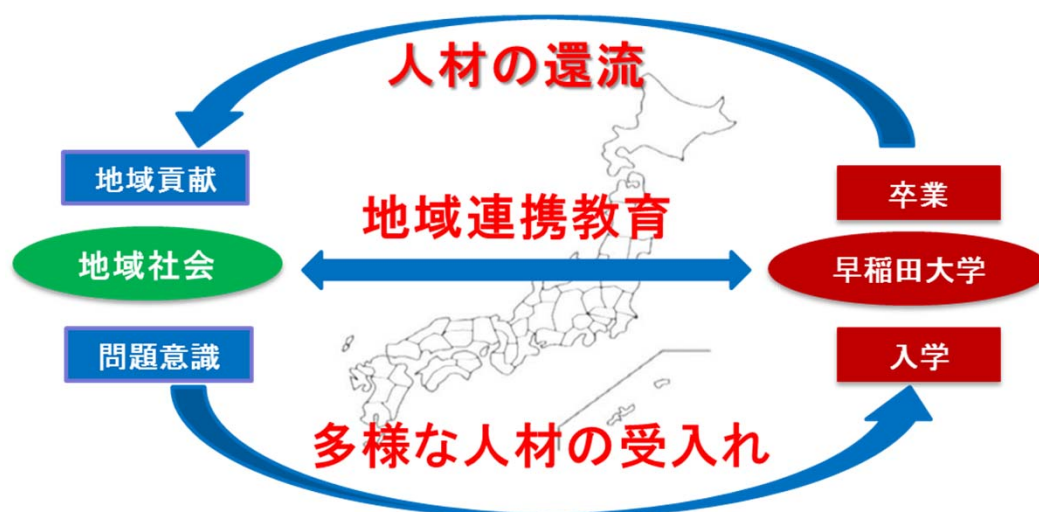 人材の還流
地域貢献
卒業
地域連携教育
地域社会
早稲田大学
問題意識
入学
多様な人材の受入れ